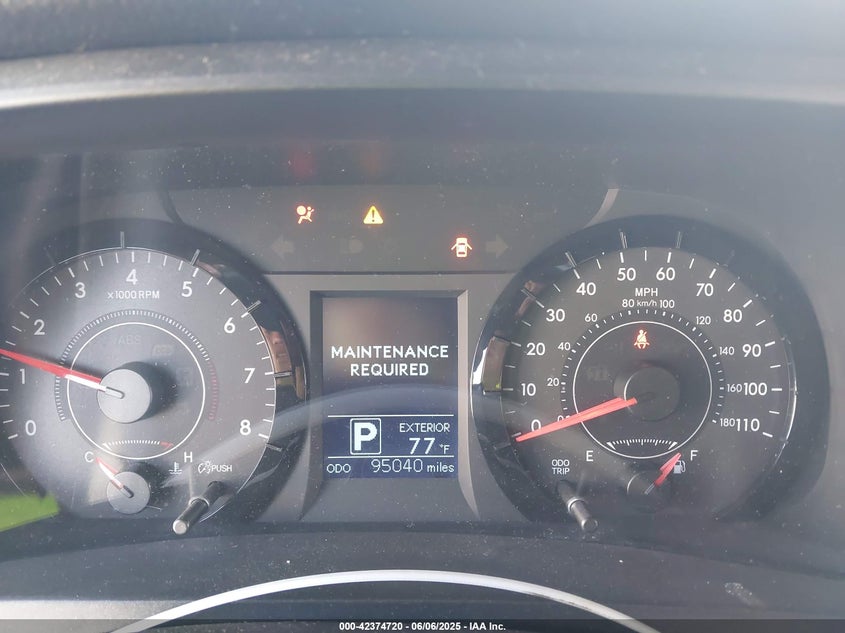 4
3
5
x1000 RPM
2
6
ABS
1
7
0
8
C
H
PUSH
MAINTENANCE
REQUIRED
P
EXTERIOR
77 °F
ODO 95040 miles
50
60
40
MPH
70
80 km/h 100
30
60
120
80
20
40
140
90
10
20
160
100
0
180
110
ODO
TRIP
E
F
000-42374720 - 06/06/2025 - IAA Inc.